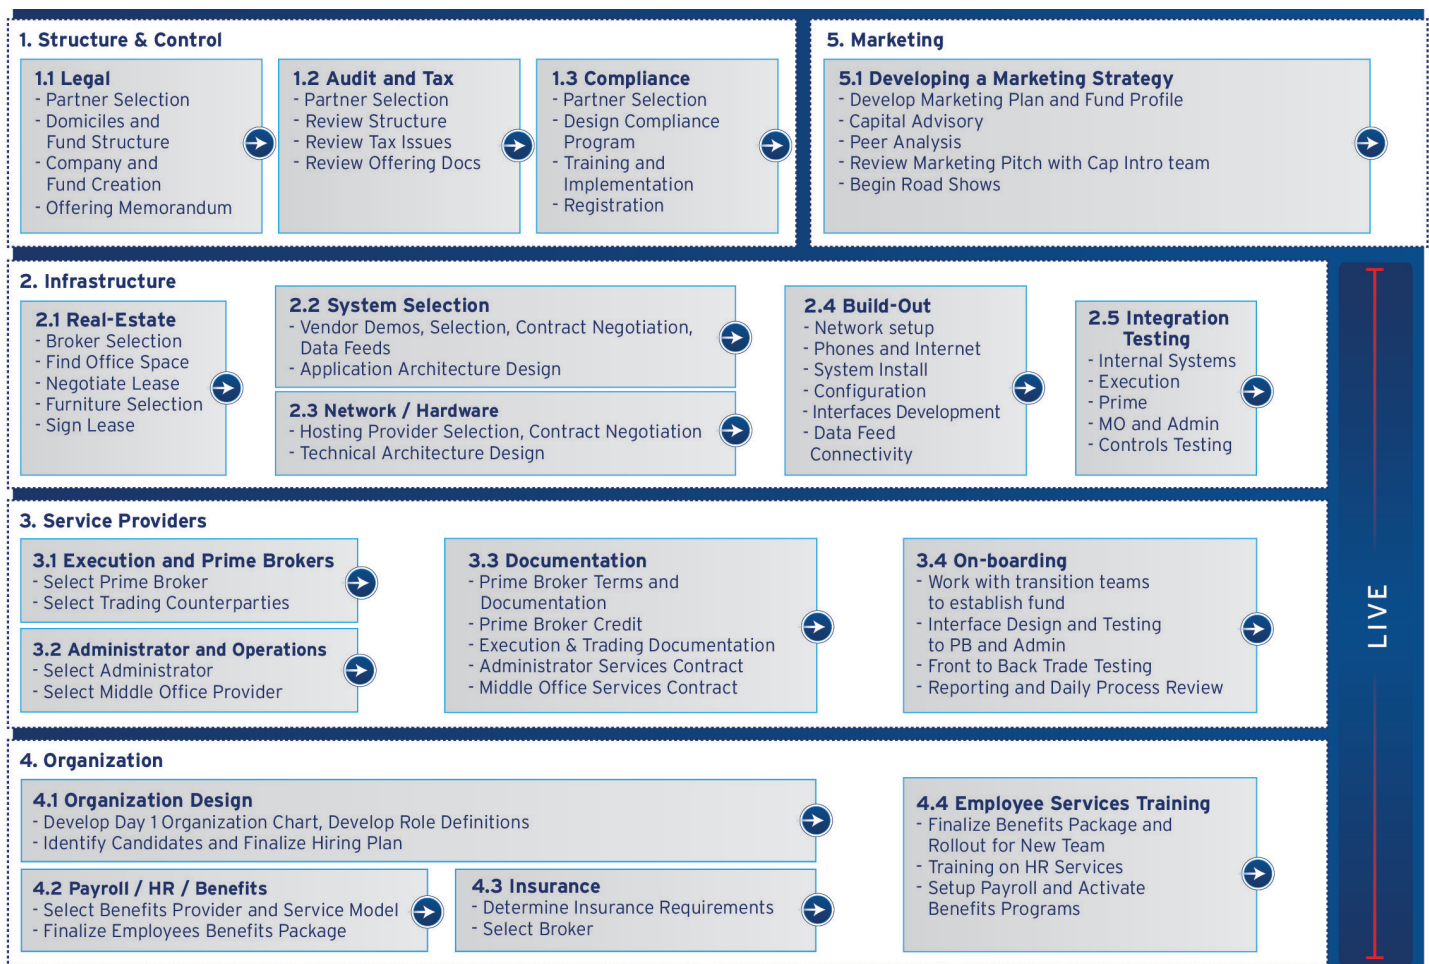 1. Structure & Control
1.1 Legal
- Partner Selection
- Domiciles and
Fund Structure
- Company and
Fund Creation
- Offering Memorandum
1.2 Audit and Tax
- Partner Selection
- Review Structure
- Review Tax Issues
- Review Offering Docs
1.3 Compliance
- Partner Selection
- Design Compliance
Program
- Training and
Implementation
- Registration
5. Marketing
5.1 Developing a Marketing Strategy
- Develop Marketing Plan and Fund Profile
- Capital Advisory
- Peer Analysis
- Review Marketing Pitch with Cap Intro team
- Begin Road Shows
2. Infrastructure
2.1 Real-Estate
- Broker Selection
- Find Office Space
- Negotiate Lease
- Furniture Selection
- Sign Lease
2.2 System Selection
- Vendor Demos, Selection, Contract Negotiation,
Data Feeds
- Application Architecture Design
2.3 Network / Hardware
- Hosting Provider Selection, Contract Negotiation
- Technical Architecture Design
2.4 Build-Out
- Network setup
- Phones and Internet
- System Install
- Configuration
- Interfaces Development
- Data Feed
Connectivity
2.5 Integration
Testing
- Internal Systems
- Execution
- Prime
- MO and Admin
- Controls Testing
3. Service Providers
3.1 Execution and Prime Brokers
- Select Prime Broker
- Select Trading Counterparties
3.2 Administrator and Operations
- Select Administrator
- Select Middle Office Provider
3.3 Documentation
- Prime Broker Terms and
Documentation
- Prime Broker Credit
- Execution & Trading Documentation
- Administrator Services Contract
- Middle Office Services Contract
3.4 On-boarding
- Work with transition teams
to establish fund
- Interface Design and Testing
to PB and Admin
- Front to Back Trade Testing
- Reporting and Daily Process Review
4. Organization
4.1 Organization Design
- Develop Day 1 Organization Chart, Develop Role Definitions
- Identify Candidates and Finalize Hiring Plan
4.2 Payroll / HR / Benefits
- Select Benefits Provider and Service Model
- Finalize Employees Benefits Package
4.3 Insurance
- Determine Insurance Requirements
- Select Broker
4.4 Employee Services Training
- Finalize Benefits Package and
Rollout for New Team
- Training on HR Services
- Setup Payroll and Activate
Benefits Programs
LIVE